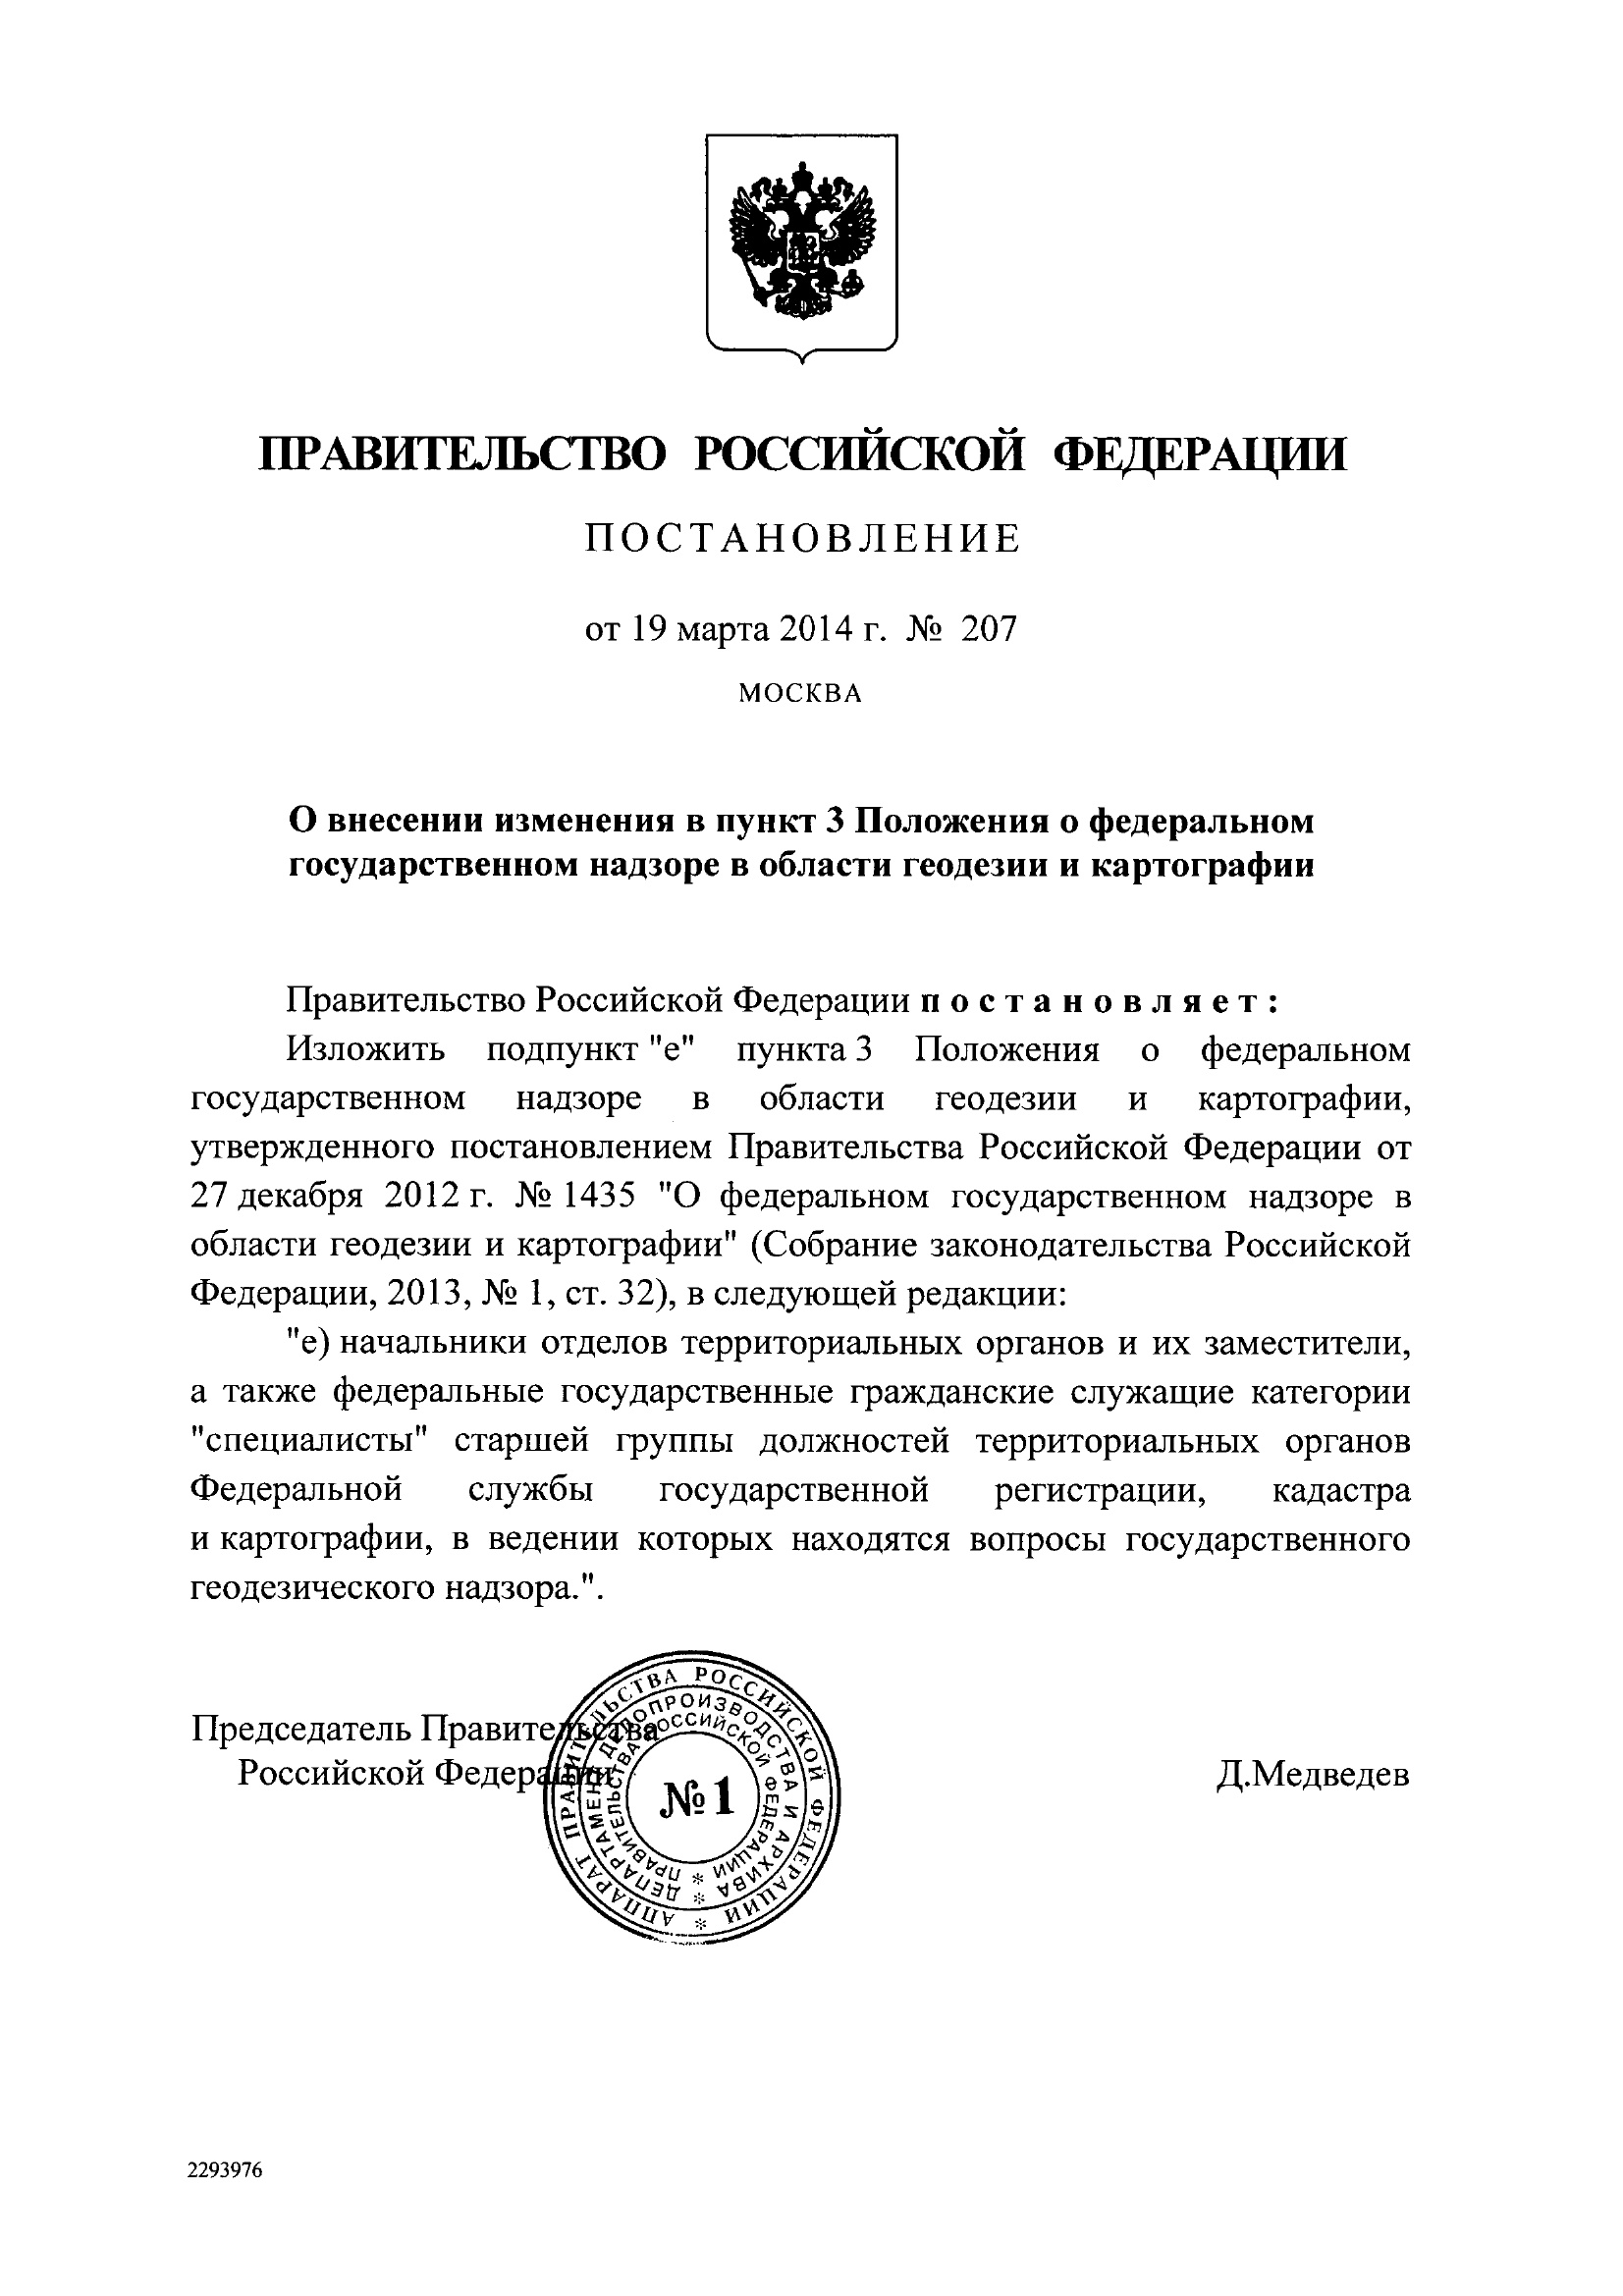 ПРАВИТЕЛЬСТВО РОССИЙСКОЙ ФЕДЕРАЦИИ
ПОСТАНОВЛЕНИЕ
от 19 марта 2014 г. № 207
МОСКВА
О внесении изменения в пункт 3 Положения о федеральном
государственном надзоре в области геодезии и картографии
Правительство Российской Федерации постановляет:
Изложить подпункт "е" пункта 3 Положения о федеральном
государственном надзоре в области геодезии и картографии,
утвержденного постановлением Правительства Российской Федерации от
27 декабря 2012 г. № 1435 "О федеральном государственном надзоре в
области геодезии и картографии" (Собрание законодательства Российской
Федерации, 2013, № 1, ст. 32), в следующей редакции:
"е) начальники отделов территориальных органов и их заместители,
а также федеральные государственные гражданские служащие категории
"специалисты" старшей группы должностей территориальных органов
Федеральной службы государственной регистрации, кадастра
и картографии, в ведении которых находятся вопросы государственного
геодезического надзора.".
Председатель Правительства
Российской Федерации
Д.Медведев
АППАРАТ ПРАВИТЕЛЬСТВА РОССИЙСКОЙ ФЕДЕРАЦИИ *
ДЕПАРТАМЕНТ ДЕЛОПРОИЗВОДСТВА И АРХИВА *
ПРАВИТЕЛЬСТВА РОССИЙСКОЙ ФЕДЕРАЦИИ *
№1
2293976